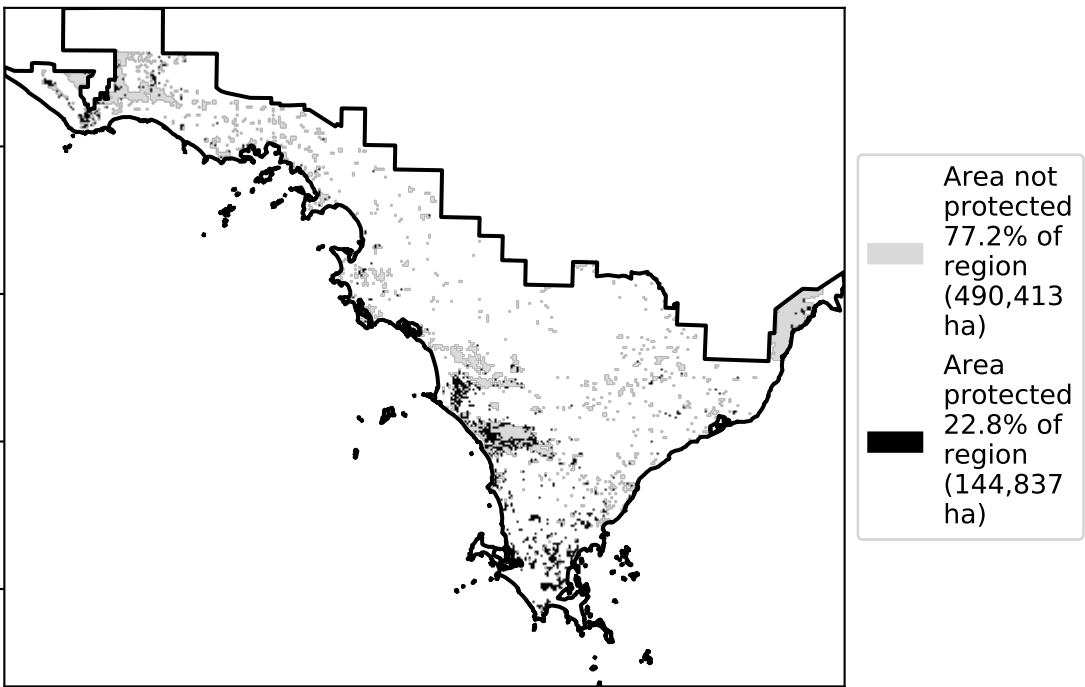 Area not
protected
77.2% of
region
(490,413
ha)
Area
protected
22.8% of
region
(144,837
ha)